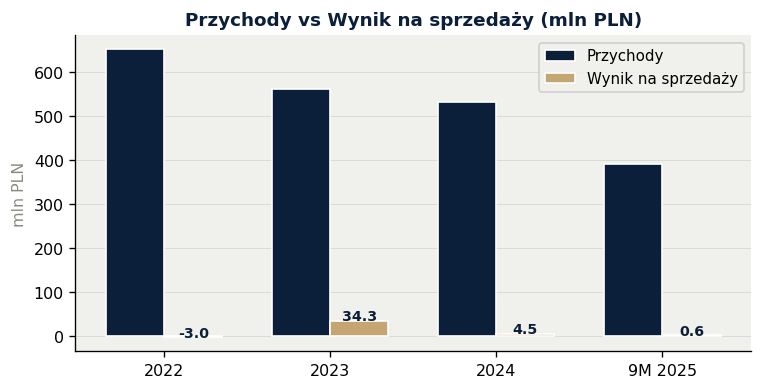 Przychody vs Wynik na sprzedaży (mln PLN)
Przychody
Wynik na sprzedaży
mln PLN
600
500
400
300
200
100
0
-3.0
34.3
4.5
0.6
2022
2023
2024
9M 2025